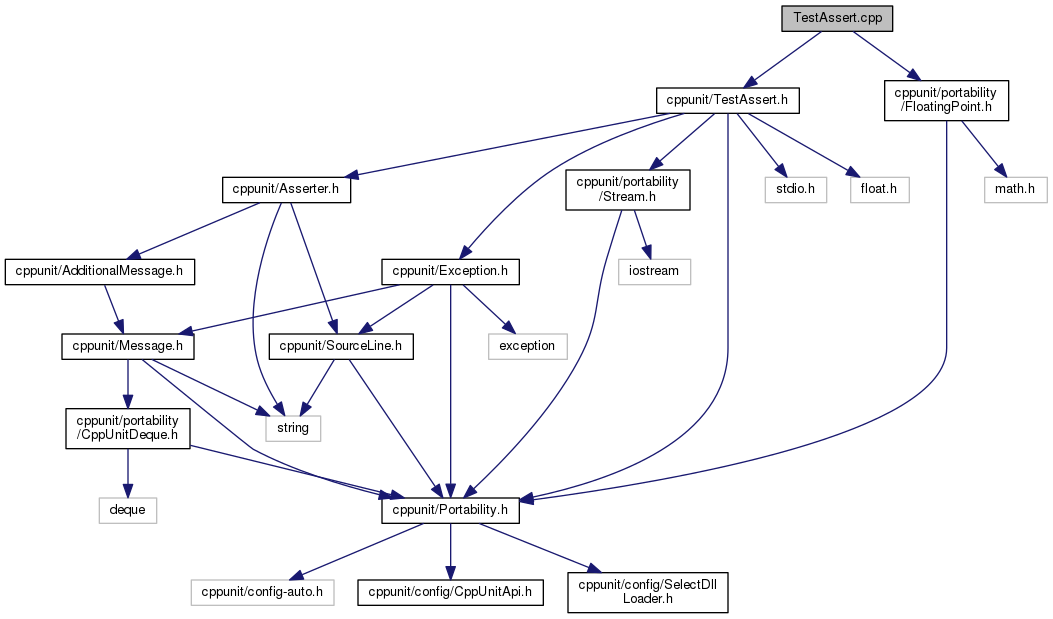 TestAssert.cpp
cppunit/TestAssert.h
cppunit/portability
/FloatingPoint.h
cppunit/Asserter.h
cppunit/portability
/Stream.h
stdio.h
float.h
math.h
cppunit/AdditionalMessage.h
cppunit/Exception.h
iostream
cppunit/Message.h
cppunit/SourceLine.h
exception
cppunit/portability
/CppUnitDeque.h
string
deque
cppunit/Portability.h
cppunit/config-auto.h
cppunit/config/CppUnitApi.h
cppunit/config/SelectDll
Loader.h